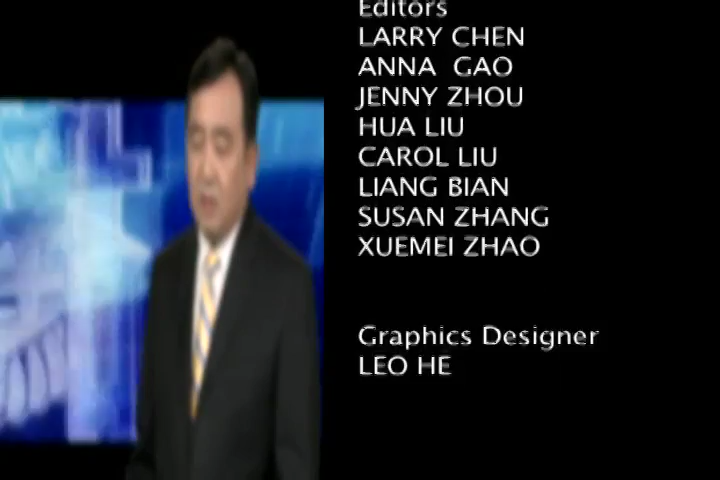 Editors
LARRY CHEN
ANNA GAO
JENNY ZHOU
HUA LIU
CAROL LIU
LIANG BIAN
SUSAN ZHANG
XUEMEI ZHAO
Graphics Designer
LEO HE